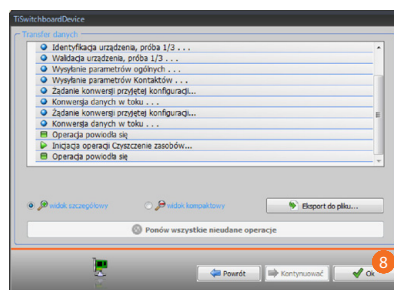 TiSwitchboardDevice
Transfer danych
Identyfikacja urządzenia, próba 1/3 . . .
Walidacja urządzenia, próba 1/3 . . .
Wysyłanie parametrów ogólnych . . .
Wysyłanie parametrów Kontaktów . . .
Żądanie konwersji przyjętej konfiguracji...
Konwersja danych w toku . . .
Żądanie konwersji przyjętej konfiguracji...
Konwersja danych w toku . . .
Operacja powiodła się
Inicjacja operacji Czyszczenie zasobów...
Operacja powiodła się
widok szczegółowy widok kompaktowy Eksport do pliku...
Ponów wszystkie nieudane operacje
8
Powrót Kontynuować Ok